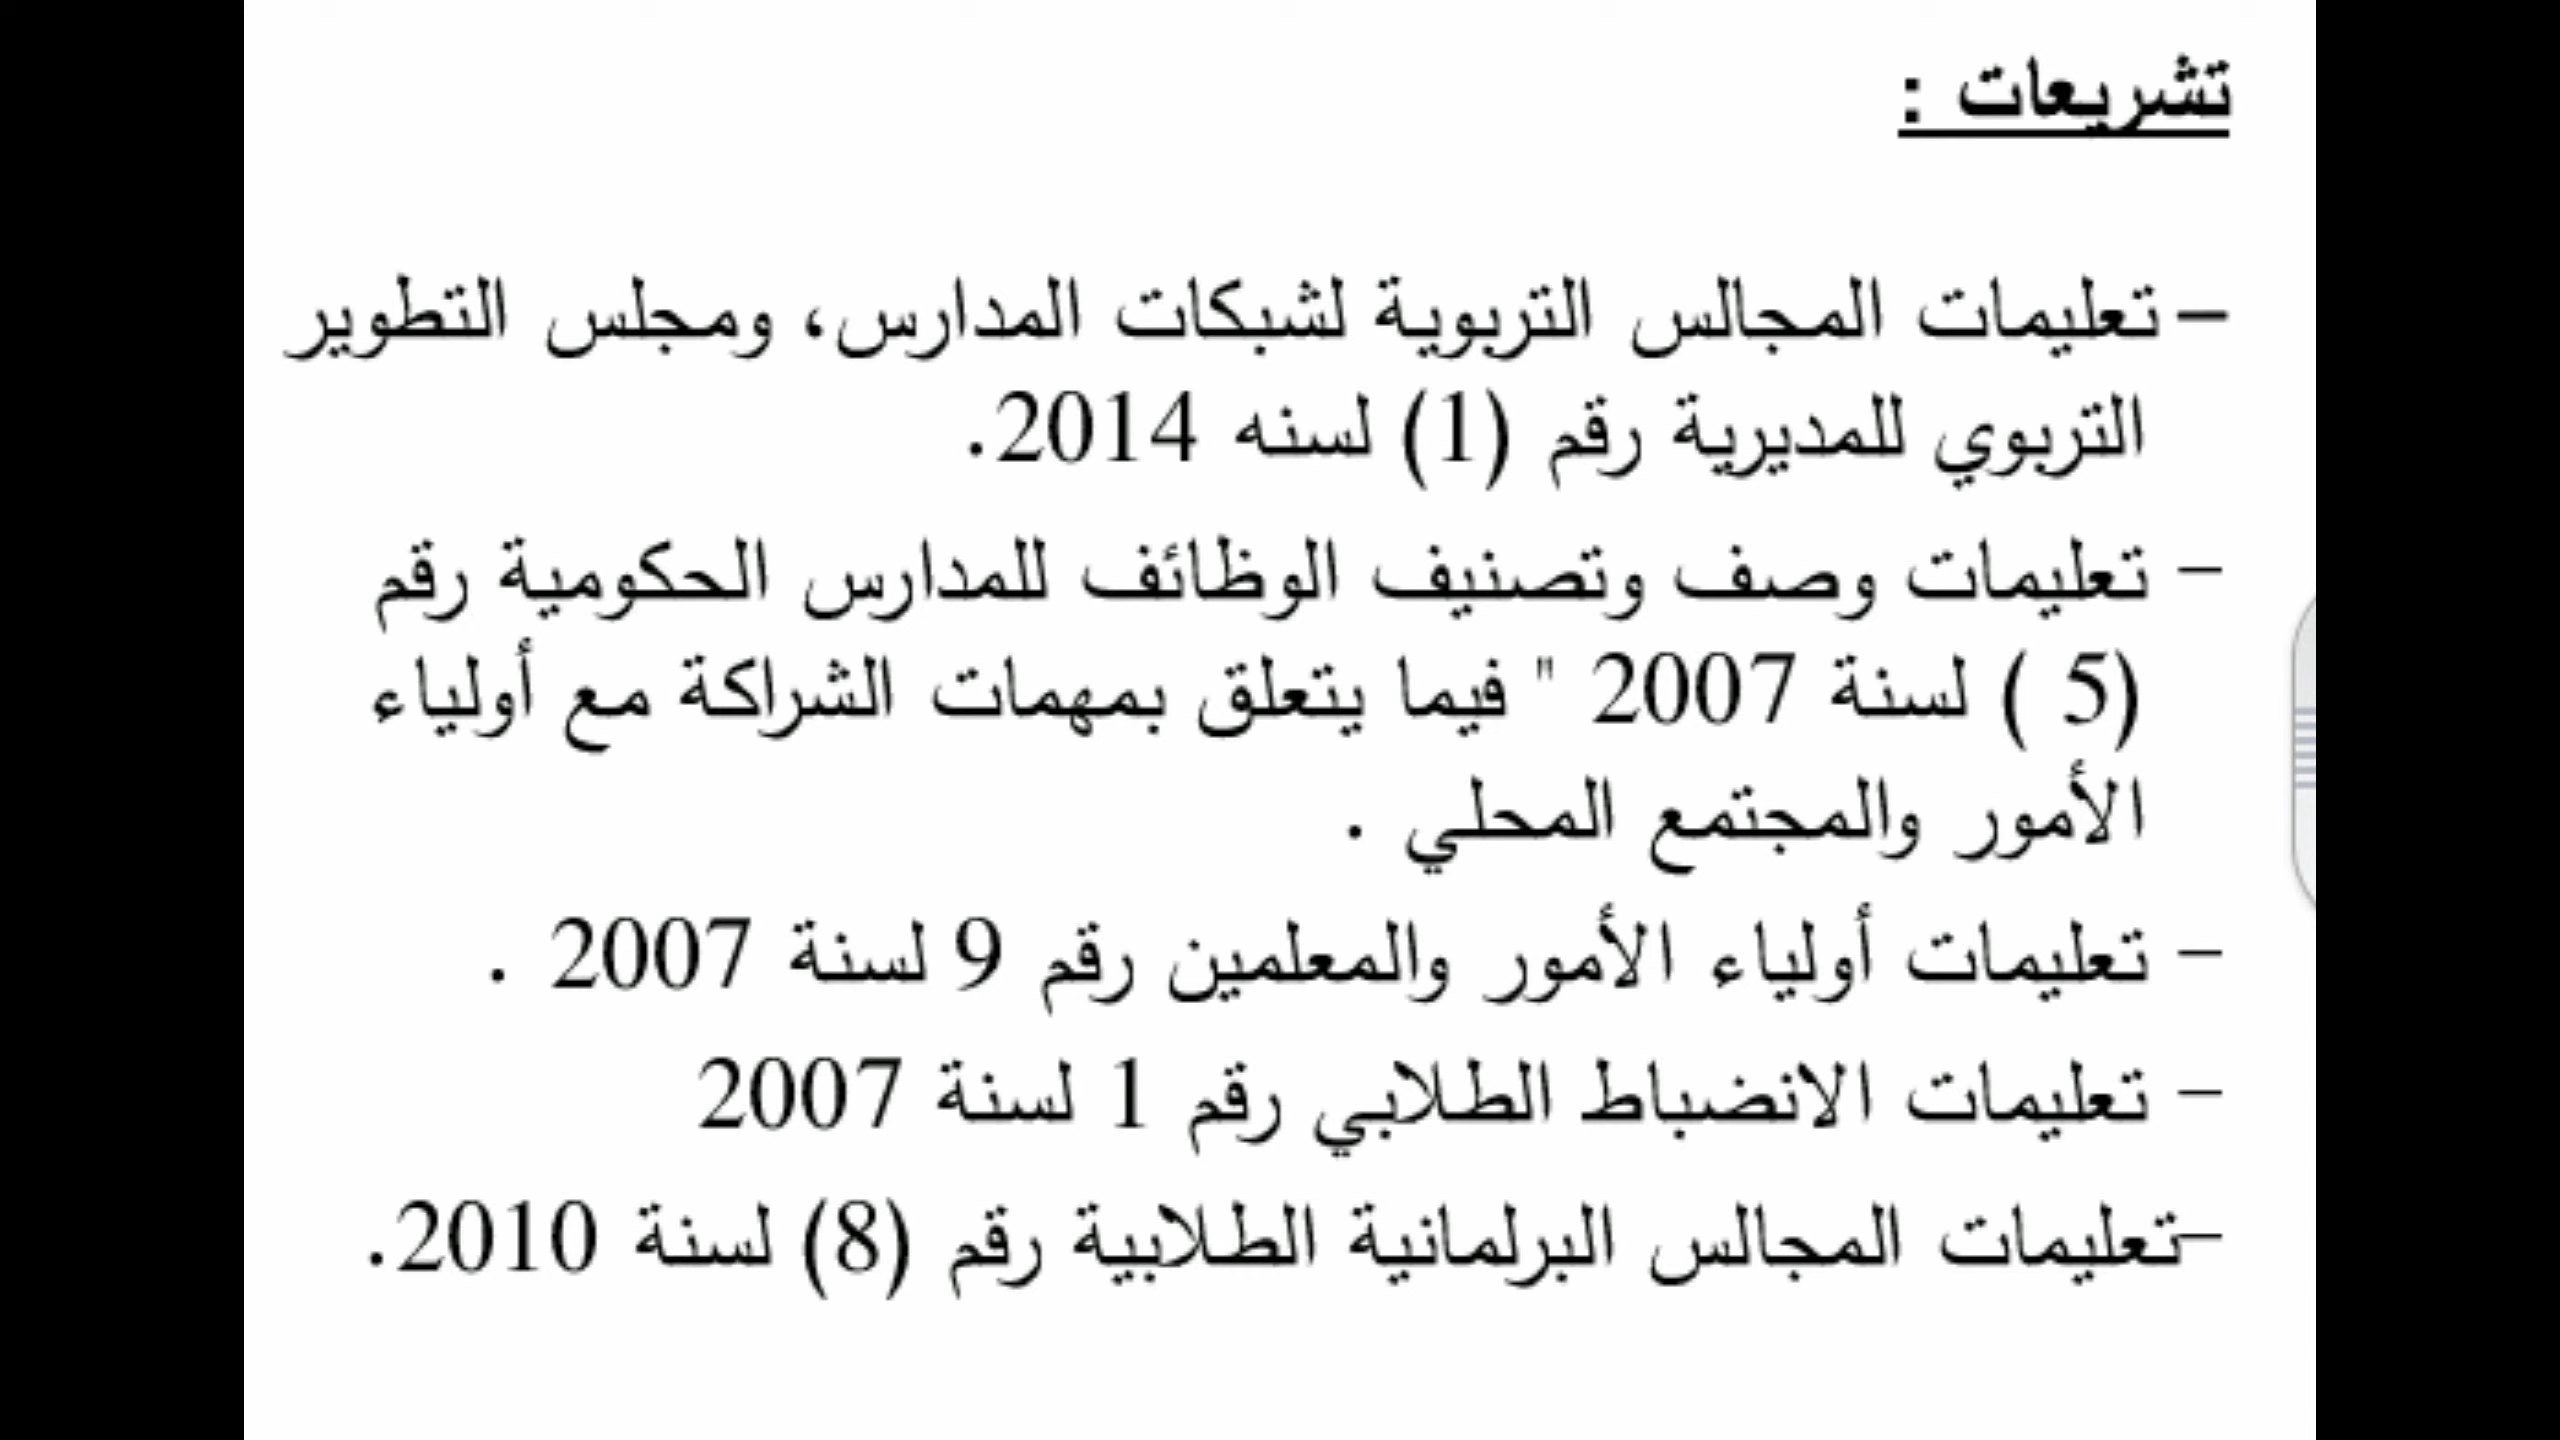 تشريعات :
– تعليمات المجالس التربوية لشبكات المدارس، ومجلس التطوير
التربوي للمديرية رقم (1) لسنه 2014.
– تعليمات وصف وتصنيف الوظائف للمدارس الحكومية رقم
(5 ) لسنة 2007 " فيما يتعلق بمهمات الشراكة مع أولياء
الأمور والمجتمع المحلي .
– تعليمات أولياء الأمور والمعلمين رقم 9 لسنة 2007 .
– تعليمات الانضباط الطلابي رقم 1 لسنة 2007
–تعليمات المجالس البرلمانية الطلابية رقم (8) لسنة 2010.